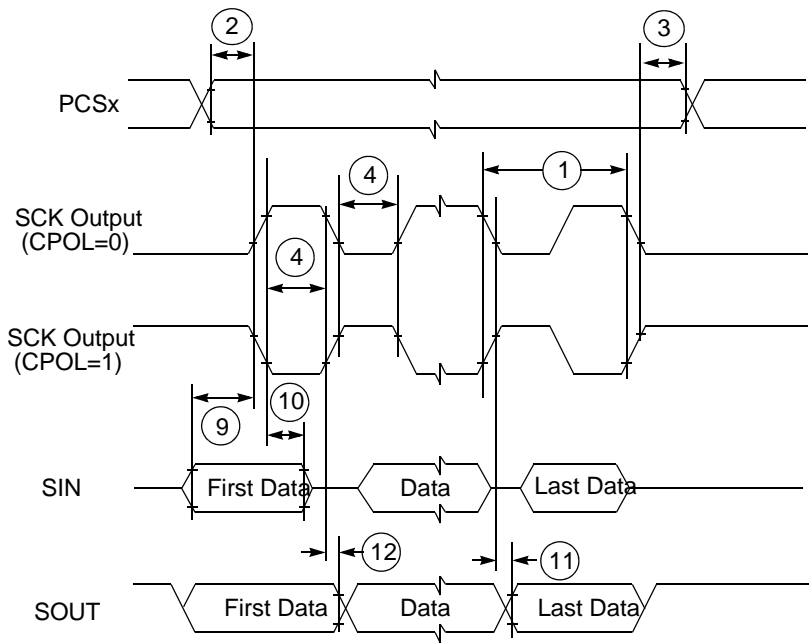 2
3
PCSx
4
1
SCK Output
(CPOL=0)
4
SCK Output
(CPOL=1)
9
10
SIN
First Data
Data
Last Data
12
11
SOUT
First Data
Data
Last Data